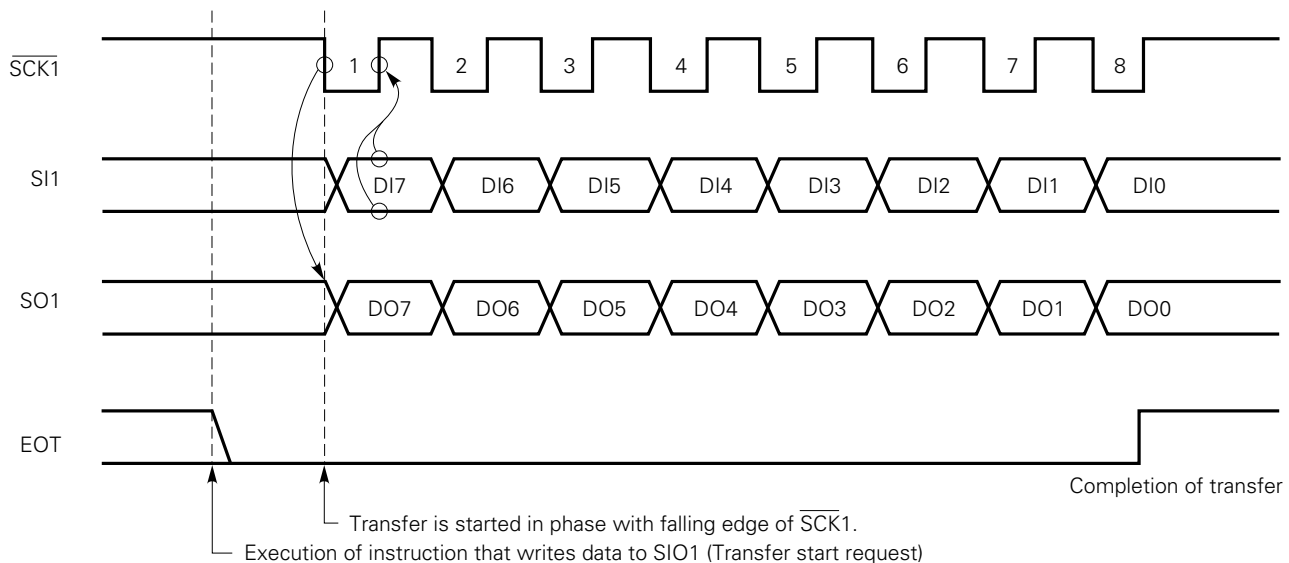 SCK1 1 2 3 4 5 6 7 8
SI1 DI7 DI6 DI5 DI4 DI3 DI2 DI1 DI0
SO1 DO7 DO6 DO5 DO4 DO3 DO2 DO1 DO0
EOT
Completion of transfer
Transfer is started in phase with falling edge of SCK1.
Execution of instruction that writes data to SIO1 (Transfer start request)